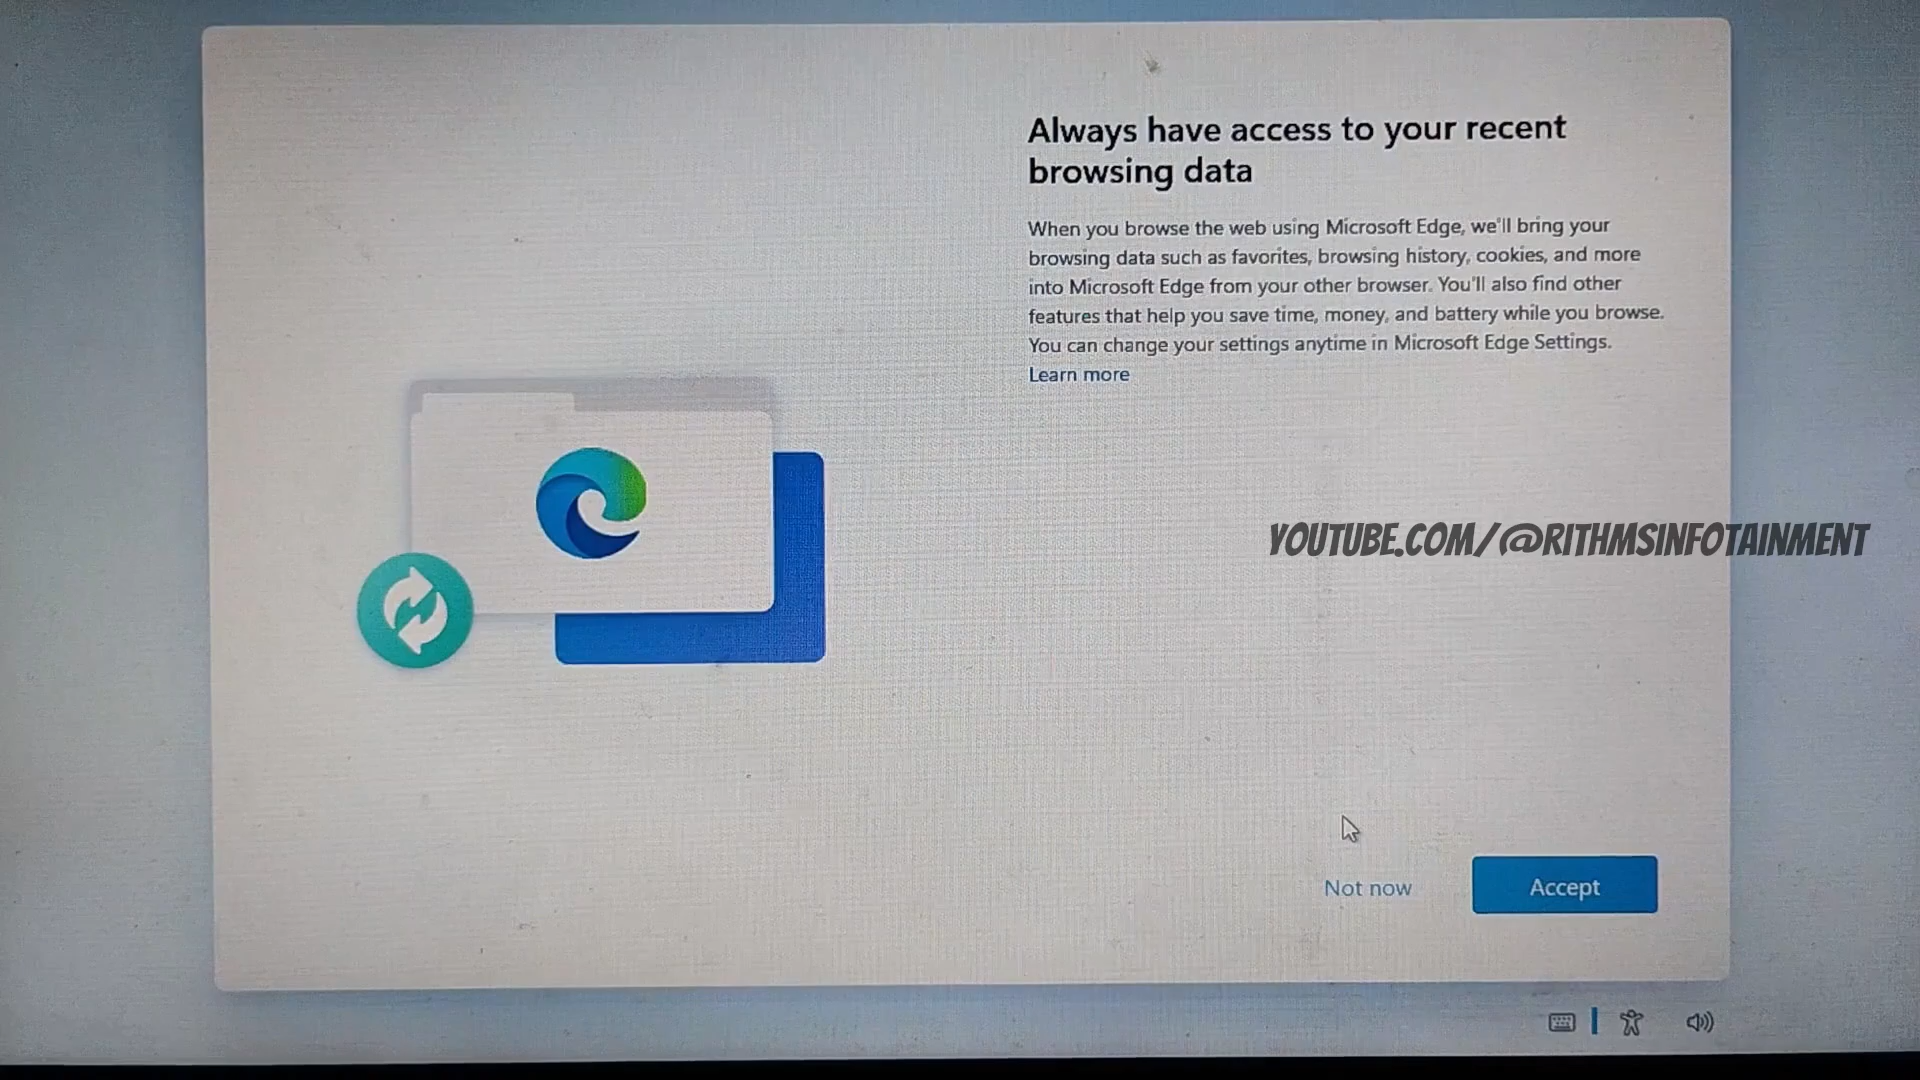 Always have access to your recent
browsing data
When you browse the web using Microsoft Edge, we'll bring your
browsing data such as favorites, browsing history, cookies, and more
into Microsoft Edge from your other browser. You'll also find other
features that help you save time, money, and battery while you browse.
You can change your settings anytime in Microsoft Edge Settings.
Learn more
YOUTUBE.COM/@RITHMSINFOTAINMENT
Not now
Accept